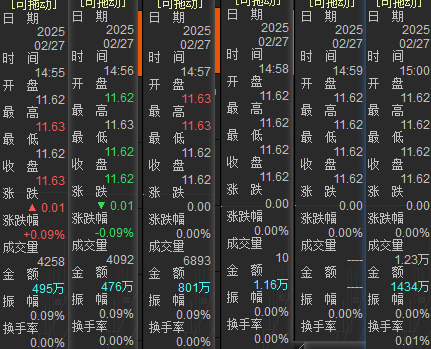 [可拖动]
日 期
2025
02/27
时 间
14:55
开 盘
11.62
最 高
11.63
最 低
11.62
收 盘
11.63
涨 跌
▲ 0.01
涨跌幅
+0.09%
成交量
4258
金 额
495万
振 幅
0.09%
换手率
0.00%
[可拖动]
日 期
2025
02/27
时 间
14:56
开 盘
11.62
最 高
11.63
最 低
11.62
收 盘
11.62
涨 跌
▼ 0.01
涨跌幅
-0.09%
成交量
4092
金 额
476万
振 幅
0.09%
换手率
0.00%
[可拖动]
日 期
2025
02/27
时 间
14:57
开 盘
11.62
最 高
11.63
最 低
11.62
收 盘
11.63
涨 跌
0.00
涨跌幅
0.00%
成交量
6893
金 额
801万
振 幅
0.09%
换手率
0.00%
[可拖动]
日 期
2025
02/27
时 间
14:58
开 盘
11.62
最 高
11.62
最 低
11.62
收 盘
11.62
涨 跌
0.00
涨跌幅
0.00%
成交量
10
金 额
1.16万
振 幅
0.00%
换手率
0.00%
[可拖动]
日 期
2025
02/27
时 间
14:59
开 盘
11.62
最 高
11.62
最 低
11.62
收 盘
11.62
涨 跌
0.00
涨跌幅
0.00%
成交量
----
金 额
----
振 幅
0.00%
换手率
0.00%
[可拖动]
日 期
2025
02/27
时 间
15:00
开 盘
11.62
最 高
11.62
最 低
11.62
收 盘
11.62
涨 跌
0.00
涨跌幅
0.00%
成交量
1.23万
金 额
1434万
振 幅
0.00%
换手率
0.01%